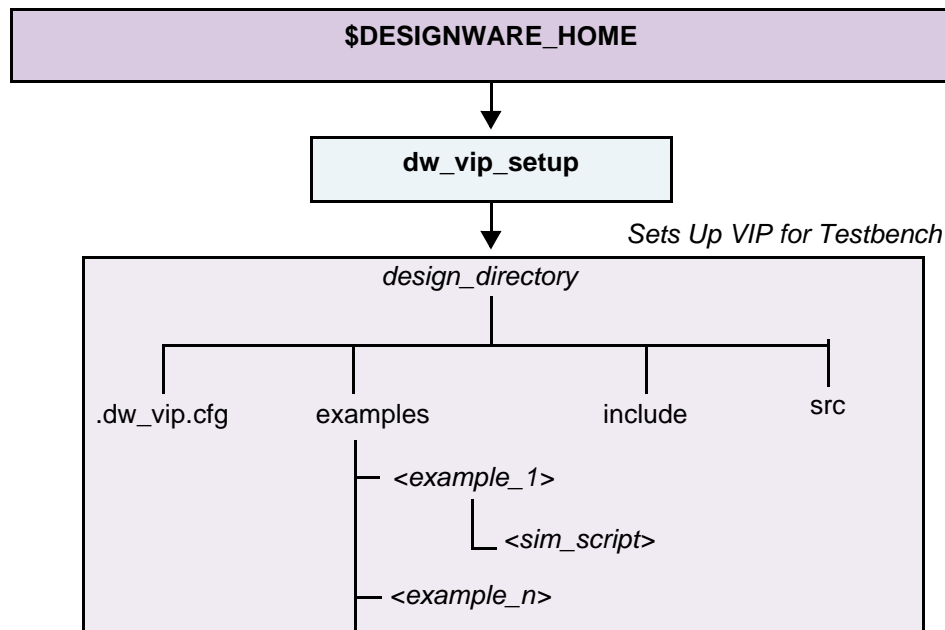 $DESIGNWARE_HOME
dw_vip_setup
Sets Up VIP for Testbench
design_directory
.dw_vip.cfg examples include src
<example_1>
<sim_script>
<example_n>